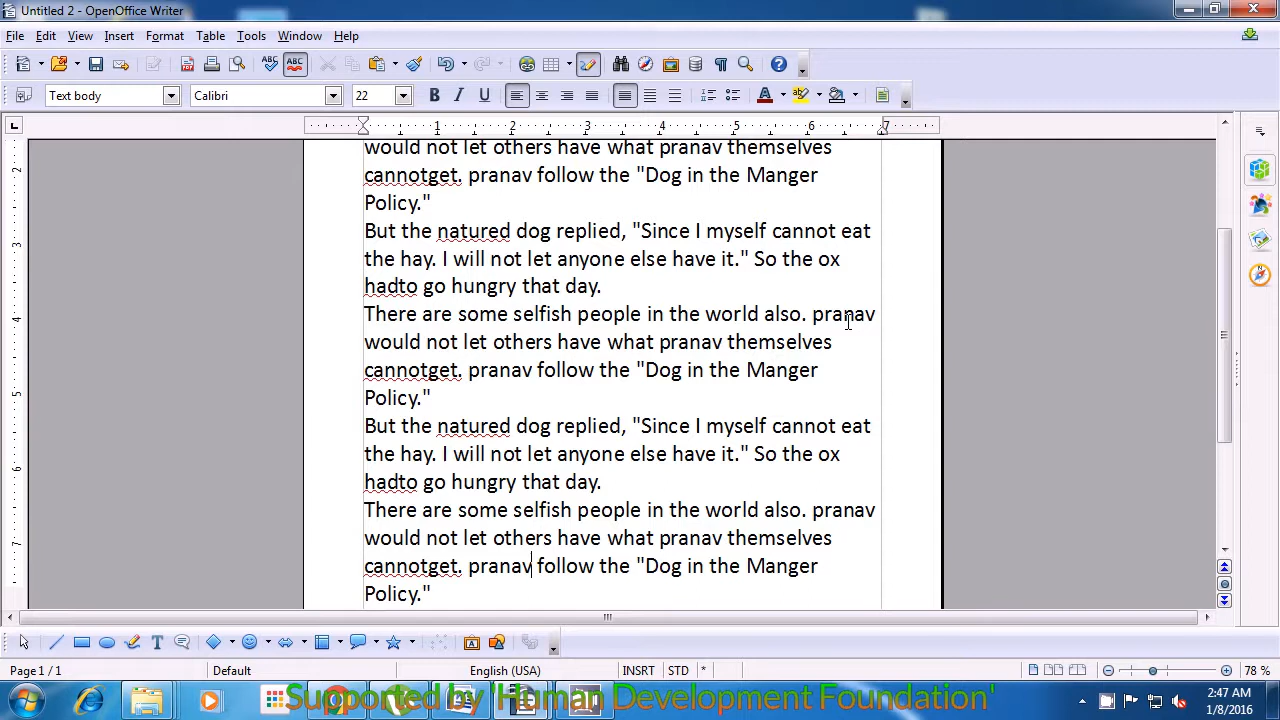 Untitled 2 - OpenOffice Writer
File Edit View Insert Format Table Tools Window Help
Text body Calibri 22
1 2 3 4 5 6 7
would not let others have what pranav themselves
cannotget. pranav follow the "Dog in the Manger
Policy."
But the natured dog replied, "Since I myself cannot eat
the hay. I will not let anyone else have it." So the ox
hadto go hungry that day.
There are some selfish people in the world also. pranav
would not let others have what pranav themselves
cannotget. pranav follow the "Dog in the Manger
Policy."
But the natured dog replied, "Since I myself cannot eat
the hay. I will not let anyone else have it." So the ox
hadto go hungry that day.
There are some selfish people in the world also. pranav
would not let others have what pranav themselves
cannotget. pranav follow the "Dog in the Manger
Policy."
Page 1 / 1 Default English (USA) INSRT STD * 78 %
Supported by 'Human Development Foundation'
2:47 AM
1/8/2016